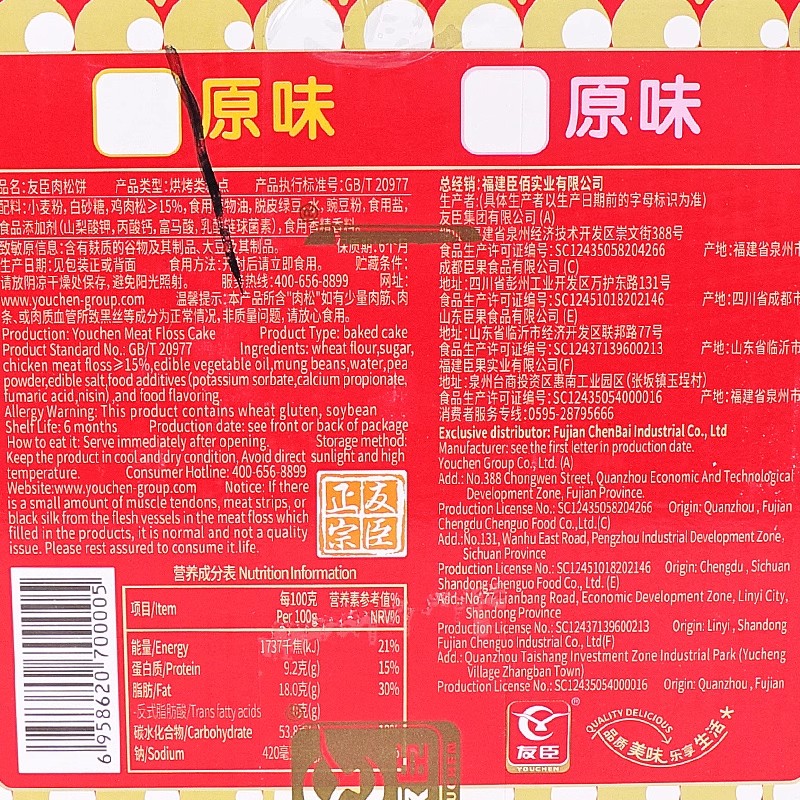 原味
品名:友臣肉松饼 产品类型:烘烤类 点 产品执行标准号:GB/T 20977
配料:小麦粉,白砂糖,鸡肉松≥15%,食用 物油,脱皮绿豆,水,豌豆粉,食用盐,
食品添加剂(山梨酸钾,丙酸钙,富马酸,乳酸链球菌素),食用香精香料。
致敏原信息:含有麸质的谷物及其制品、大豆及其制品。 保质期:6个月
生产日期:见包装正或背面 食用方法: 封后请立即食用。 贮藏条件:
请放阴凉干燥处保存,避免阳光照射。 服务热线:400-656-8899 网址:
www.youchen-group.com 温馨提示:本产品所含"肉松"如有少量肉筋、肉
条、或肉质血管所致黑丝等成分为正常情况,非质量问题,请放心食用。
Production: Youchen Meat Floss Cake Product Type: baked cake
Product Standard No.: GB/T 20977 Ingredients: wheat flour,sugar,
chicken meat floss≥15%,edible vegetable oil,mung beans,water,pea
powder,edible salt,food additives (potassium sorbate,calcium propionate,
fumaric acid,nisin) ,and food flavoring.
Allergy Warning: This product contains wheat gluten, soybean
Shelf Life: 6 months Production date: see front or back of package
How to eat it: Serve immediately after opening. Storage method:
Keep the product in cool and dry condition. Avoid direct sunlight and high
temperature. Consumer Hotline: 400-656-8899
Website:www.youchen-group.com Notice: If there
is a small amount of muscle tendons, meat strips, or
black silk from the flesh vessels in the meat floss which
filled in the products, it is normal and not a quality
issue. Please rest assured to consume it life.
友臣
正宗
营养成分表 Nutrition Information
项目/Item 每100克 Per 100g 营养素参考值% NRV%
能量/Energy 1737千焦(kJ) 21%
蛋白质/Protein 9.2克(g) 15%
脂肪/Fat 18.0克(g) 30%
-反式脂肪酸/Trans fatty acids 克(g)
碳水化合物/Carbohydrate 53.8
钠/Sodium 420毫
6 958620 700005
原味
总经销:福建臣佰实业有限公司
生产者:(具体生产者以生产日期前的字母标识为准)
友臣集团有限公司 (A)
地址:福建省泉州经济技术开发区崇文街388号
食品生产许可证编号:SC12435058204266 产地:福建省泉州市
成都臣果食品有限公司 (C)
地址:四川省彭州工业开发区万护东路131号
食品生产许可证编号:SC12451018202146 产地:四川省成都市
山东臣果食品有限公司 (E)
地址:山东省临沂市经济开发区联邦路77号
食品生产许可证编号:SC12437139600213 产地:山东省临沂市
福建臣果实业有限公司(F)
地址:泉州台商投资区惠南工业园区(张坂镇玉埕村)
食品生产许可证编号:SC12435054000016 产地:福建省泉州
消费者服务专线:0595-28795666
Exclusive distributor: Fujian ChenBai Industrial Co., Ltd
Manufacturer: see the first letter in production date.
Youchen Group Co., Ltd. (A)
Add.: No.388 Chongwen Street, Quanzhou Economic And Technological
Development Zone, Fujian Province.
Production License No.: SC12435058204266 Origin: Quanzhou , Fujian
Chengdu Chenguo Food Co.,Ltd.(C)
Add.:No.131, Wanhu East Road, Pengzhou Industrial Development Zone,
Sichuan Province
Production License No.: SC12451018202146 Origin: Chengdu , Sichuan
Shandong Chenguo Food Co., Ltd. (E)
Add.:No.77, Lianbang Road, Economic Development Zone, Linyi City,
Shandong Province
Production License No.: SC12437139600213 Origin: Linyi , Shandong
Fujian Chenguo Industrial Co., Ltd(F)
Add.: Quanzhou Taishang Investment Zone Industrial Park (Yucheng
Village Zhangban Town)
Production License No.: SC12435054000016 Origin: Quanzhou , Fujian
友臣®
YOUCHEN
QUALITY DELICIOUS
品质美味 乐享生活